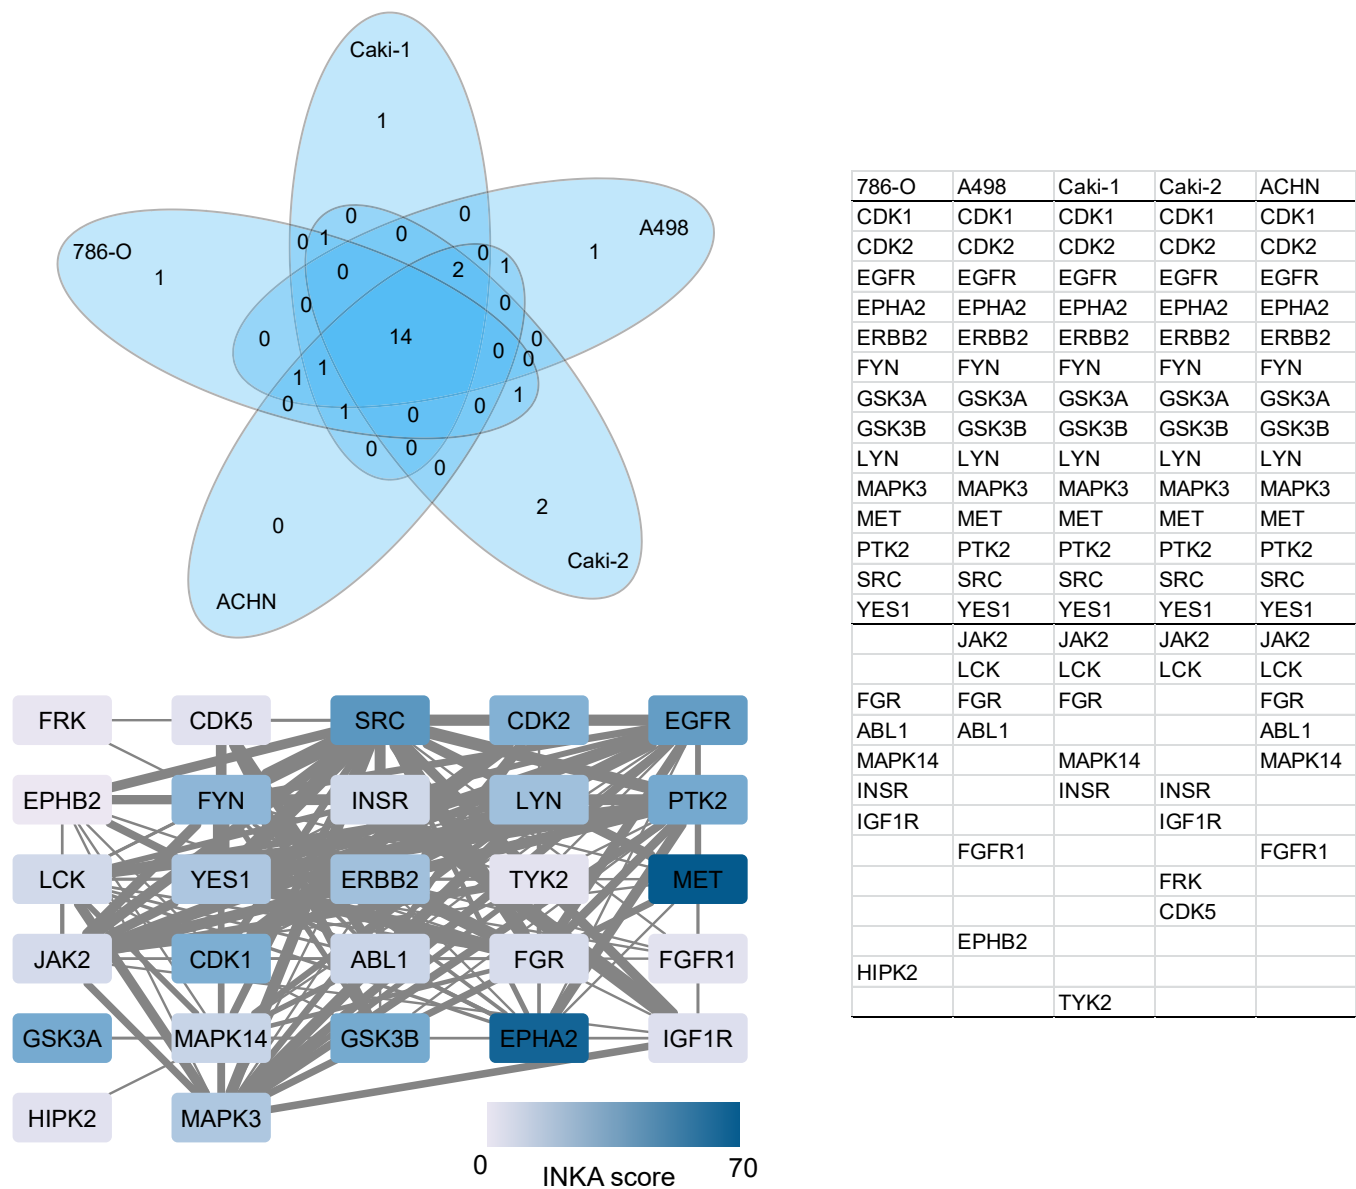 Caki-1
1
A498
1
786-O
1
0
0
0
0
1
0
0
2
1
0
0
0
0
14
0
0
0
1
1
0
1
0
0
1
0
0
0
2
0
Caki-2
ACHN
786-O A498 Caki-1 Caki-2 ACHN
CDK1 CDK1 CDK1 CDK1 CDK1
CDK2 CDK2 CDK2 CDK2 CDK2
EGFR EGFR EGFR EGFR EGFR
EPHA2 EPHA2 EPHA2 EPHA2 EPHA2
ERBB2 ERBB2 ERBB2 ERBB2 ERBB2
FYN FYN FYN FYN FYN
GSK3A GSK3A GSK3A GSK3A GSK3A
GSK3B GSK3B GSK3B GSK3B GSK3B
LYN LYN LYN LYN LYN
MAPK3 MAPK3 MAPK3 MAPK3 MAPK3
MET MET MET MET MET
PTK2 PTK2 PTK2 PTK2 PTK2
SRC SRC SRC SRC SRC
YES1 YES1 YES1 YES1 YES1
JAK2 JAK2 JAK2 JAK2
LCK LCK LCK LCK
FGR FGR FGR FGR
ABL1 ABL1 ABL1
MAPK14 MAPK14 MAPK14
INSR INSR INSR
IGF1R IGF1R
FGFR1 FGFR1
FRK
CDK5
EPHB2
HIPK2
TYK2
FRK CDK5 SRC CDK2 EGFR
EPHB2 FYN INSR LYN PTK2
LCK YES1 ERBB2 TYK2 MET
JAK2 CDK1 ABL1 FGR FGFR1
GSK3A MAPK14 GSK3B EPHA2 IGF1R
HIPK2 MAPK3
0 70
INKA score